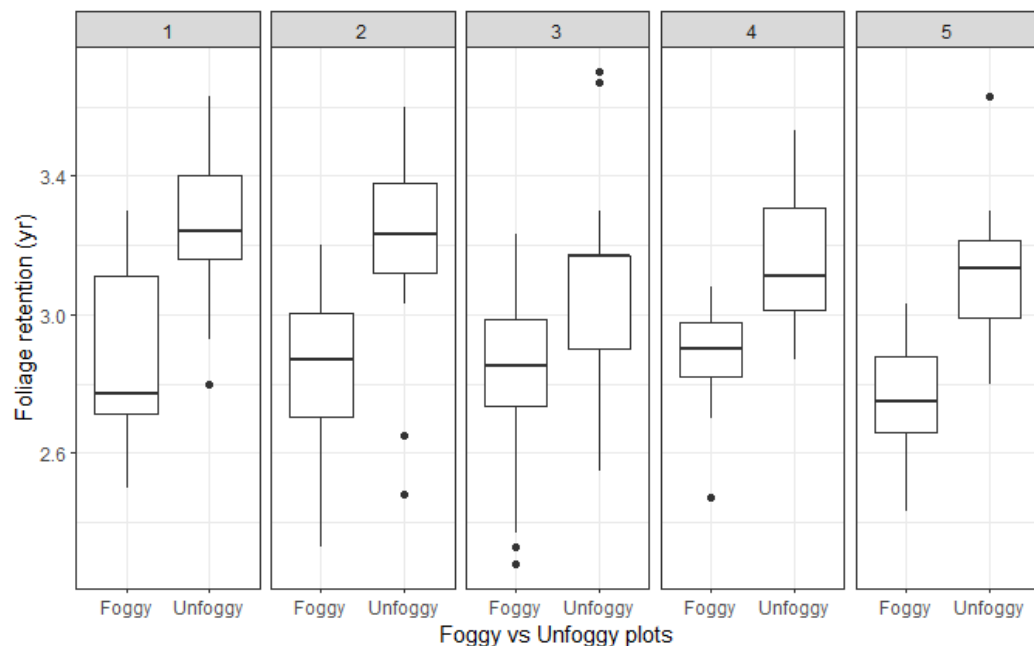 1 2 3 4 5
Foliage retention (yr)
3.4
3.0
2.6
Foggy Unfoggy Foggy Unfoggy Foggy Unfoggy Foggy Unfoggy Foggy Unfoggy
Foggy vs Unfoggy plots